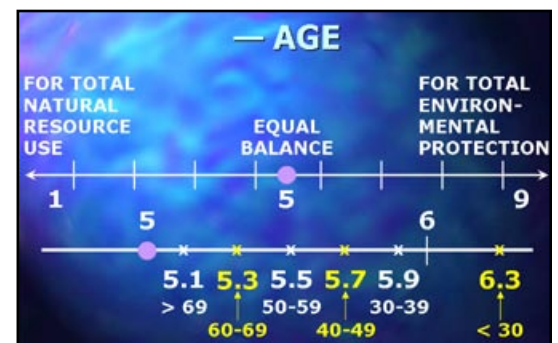 — AGE
FOR TOTAL
NATURAL
RESOURCE
USE
EQUAL
BALANCE
FOR TOTAL
ENVIRON-
MENTAL
PROTECTION
1
5
9
5
6
x x x x x x
5.1 5.3 5.5 5.7 5.9 6.3
> 69 50-59 30-39
60-69 40-49 < 30